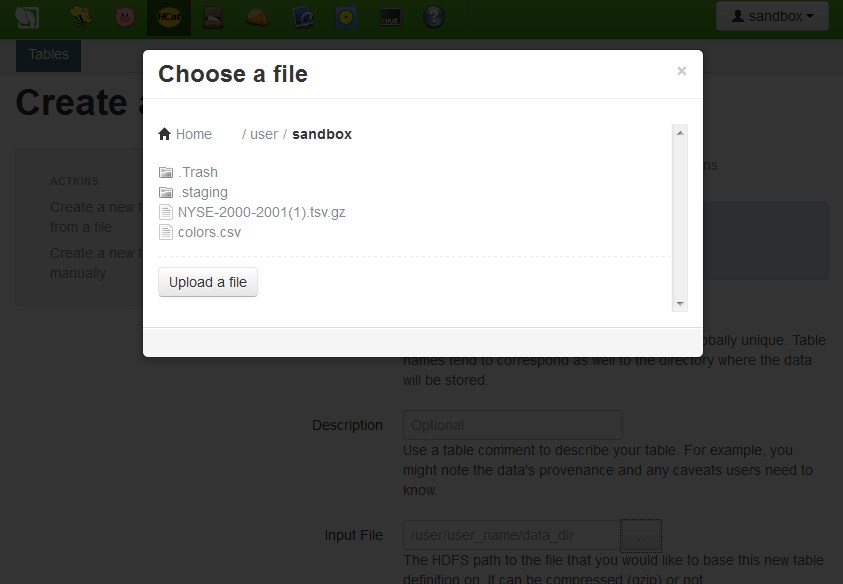 HCat
HUE
?
sandbox
Tables
Create a
Choose a file
×
Home / user / sandbox
.Trash
.staging
NYSE-2000-2001(1).tsv.gz
colors.csv
Upload a file
ACTIONS
Create a new t
from a file
Create a new t
manually
ns
obally unique. Table
names tend to correspond as well to the directory where the data
will be stored.
Description
Optional
Use a table comment to describe your table. For example, you
might note the data's provenance and any caveats users need to
know.
Input File
/user/user_name/data_dir
..
The HDFS path to the file that you would like to base this new table
definition on. It can be compressed (gzip) or not.